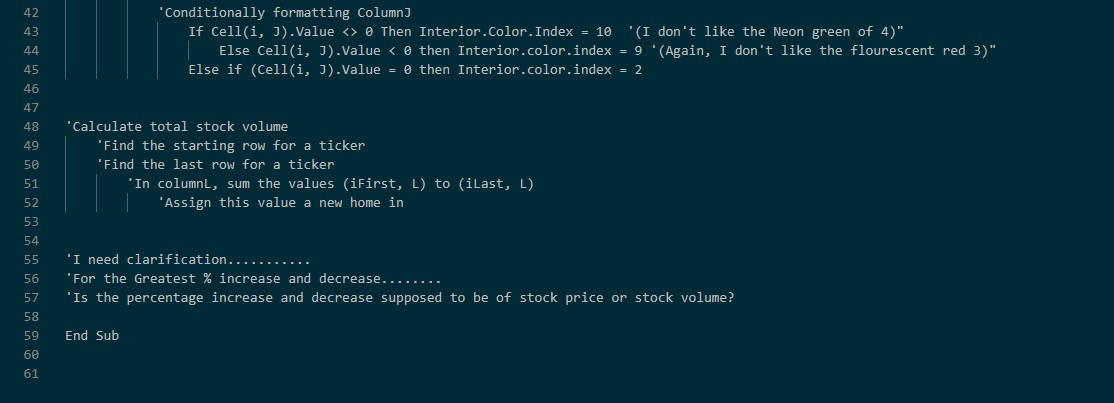 42 'Conditionally formatting ColumnJ
43 If Cell(i, J).Value <> 0 Then Interior.Color.Index = 10 '(I don't like the Neon green of 4)"
44 Else Cell(i, J).Value < 0 then Interior.color.index = 9 '(Again, I don't like the flourescent red 3)"
45 Else if (Cell(i, J).Value = 0 then Interior.color.index = 2
46
47
48 'Calculate total stock volume
49 'Find the starting row for a ticker
50 'Find the last row for a ticker
51 'In columnL, sum the values (iFirst, L) to (iLast, L)
52 'Assign this value a new home in
53
54
55 'I need clarification...........
56 'For the Greatest % increase and decrease........
57 'Is the percentage increase and decrease supposed to be of stock price or stock volume?
58
59 End Sub
60
61